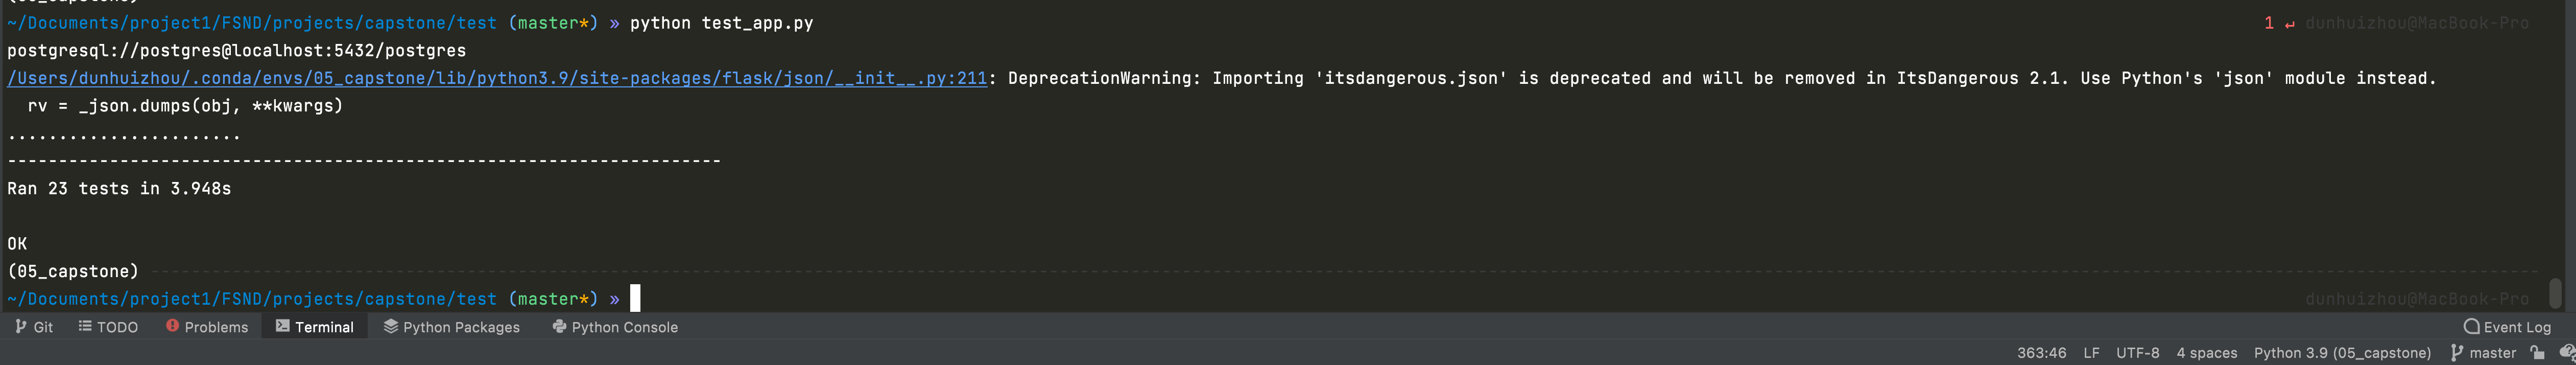 (05_capstone)
~/Documents/project1/FSND/projects/capstone/test (master*) » python test_app.py 1 ↵ dunhuizhou@MacBook-Pro
postgresql://postgres@localhost:5432/postgres
/Users/dunhuizhou/.conda/envs/05_capstone/lib/python3.9/site-packages/flask/json/__init__.py:211: DeprecationWarning: Importing 'itsdangerous.json' is deprecated and will be removed in ItsDangerous 2.1. Use Python's 'json' module instead.
  rv = _json.dumps(obj, **kwargs)
.......................
----------------------------------------------------------------------
Ran 23 tests in 3.948s
OK
(05_capstone)
~/Documents/project1/FSND/projects/capstone/test (master*) » dunhuizhou@MacBook-Pro
Git TODO Problems Terminal Python Packages Python Console Event Log
363:46 LF UTF-8 4 spaces Python 3.9 (05_capstone) master